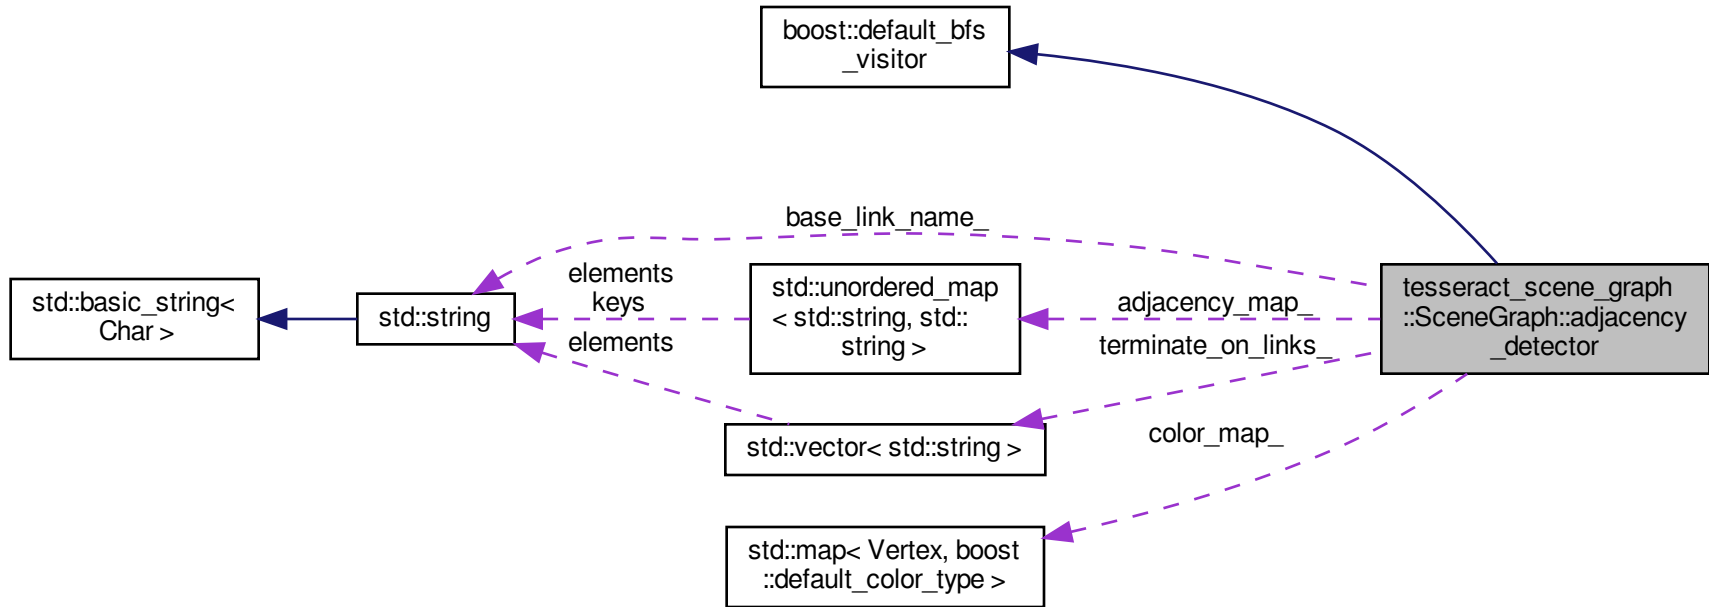 boost::default_bfs
_visitor
base_link_name_
elements
keys
std::basic_string<
Char >
std::string
std::unordered_map
< std::string, std::
string >
adjacency_map_
tesseract_scene_graph
::SceneGraph::adjacency
_detector
elements
terminate_on_links_
std::vector< std::string >
color_map_
std::map< Vertex, boost
::default_color_type >